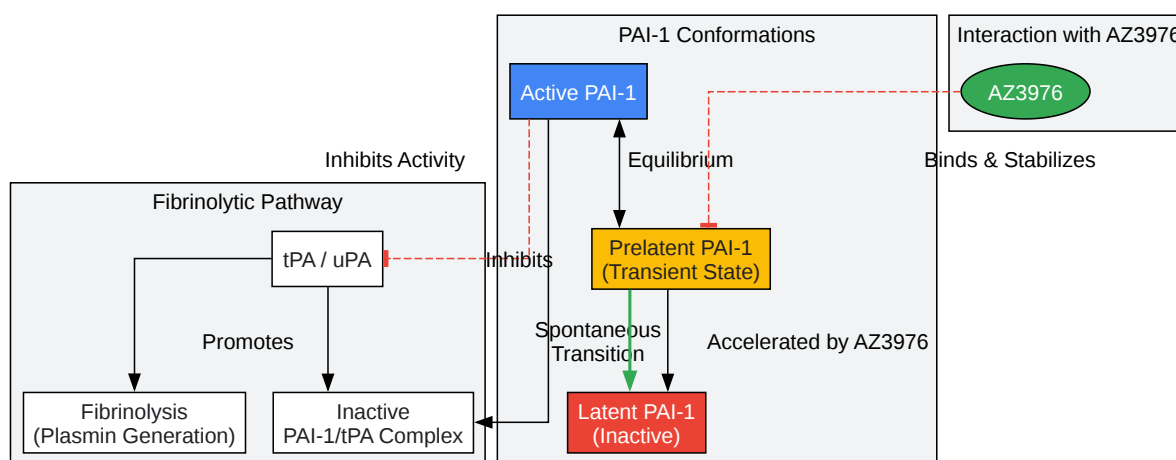 PAI-1 Conformations
Interaction with AZ3976
Active PAI-1
AZ3976
Inhibits Activity
Equilibrium
Binds & Stabilizes
Fibrinolytic Pathway
tPA / uPA
Inhibits
Prelatent PAI-1
(Transient State)
Promotes
Spontaneous
Transition
Accelerated by AZ3976
Fibrinolysis
(Plasmin Generation)
Inactive
PAI-1/tPA Complex
Latent PAI-1
(Inactive)